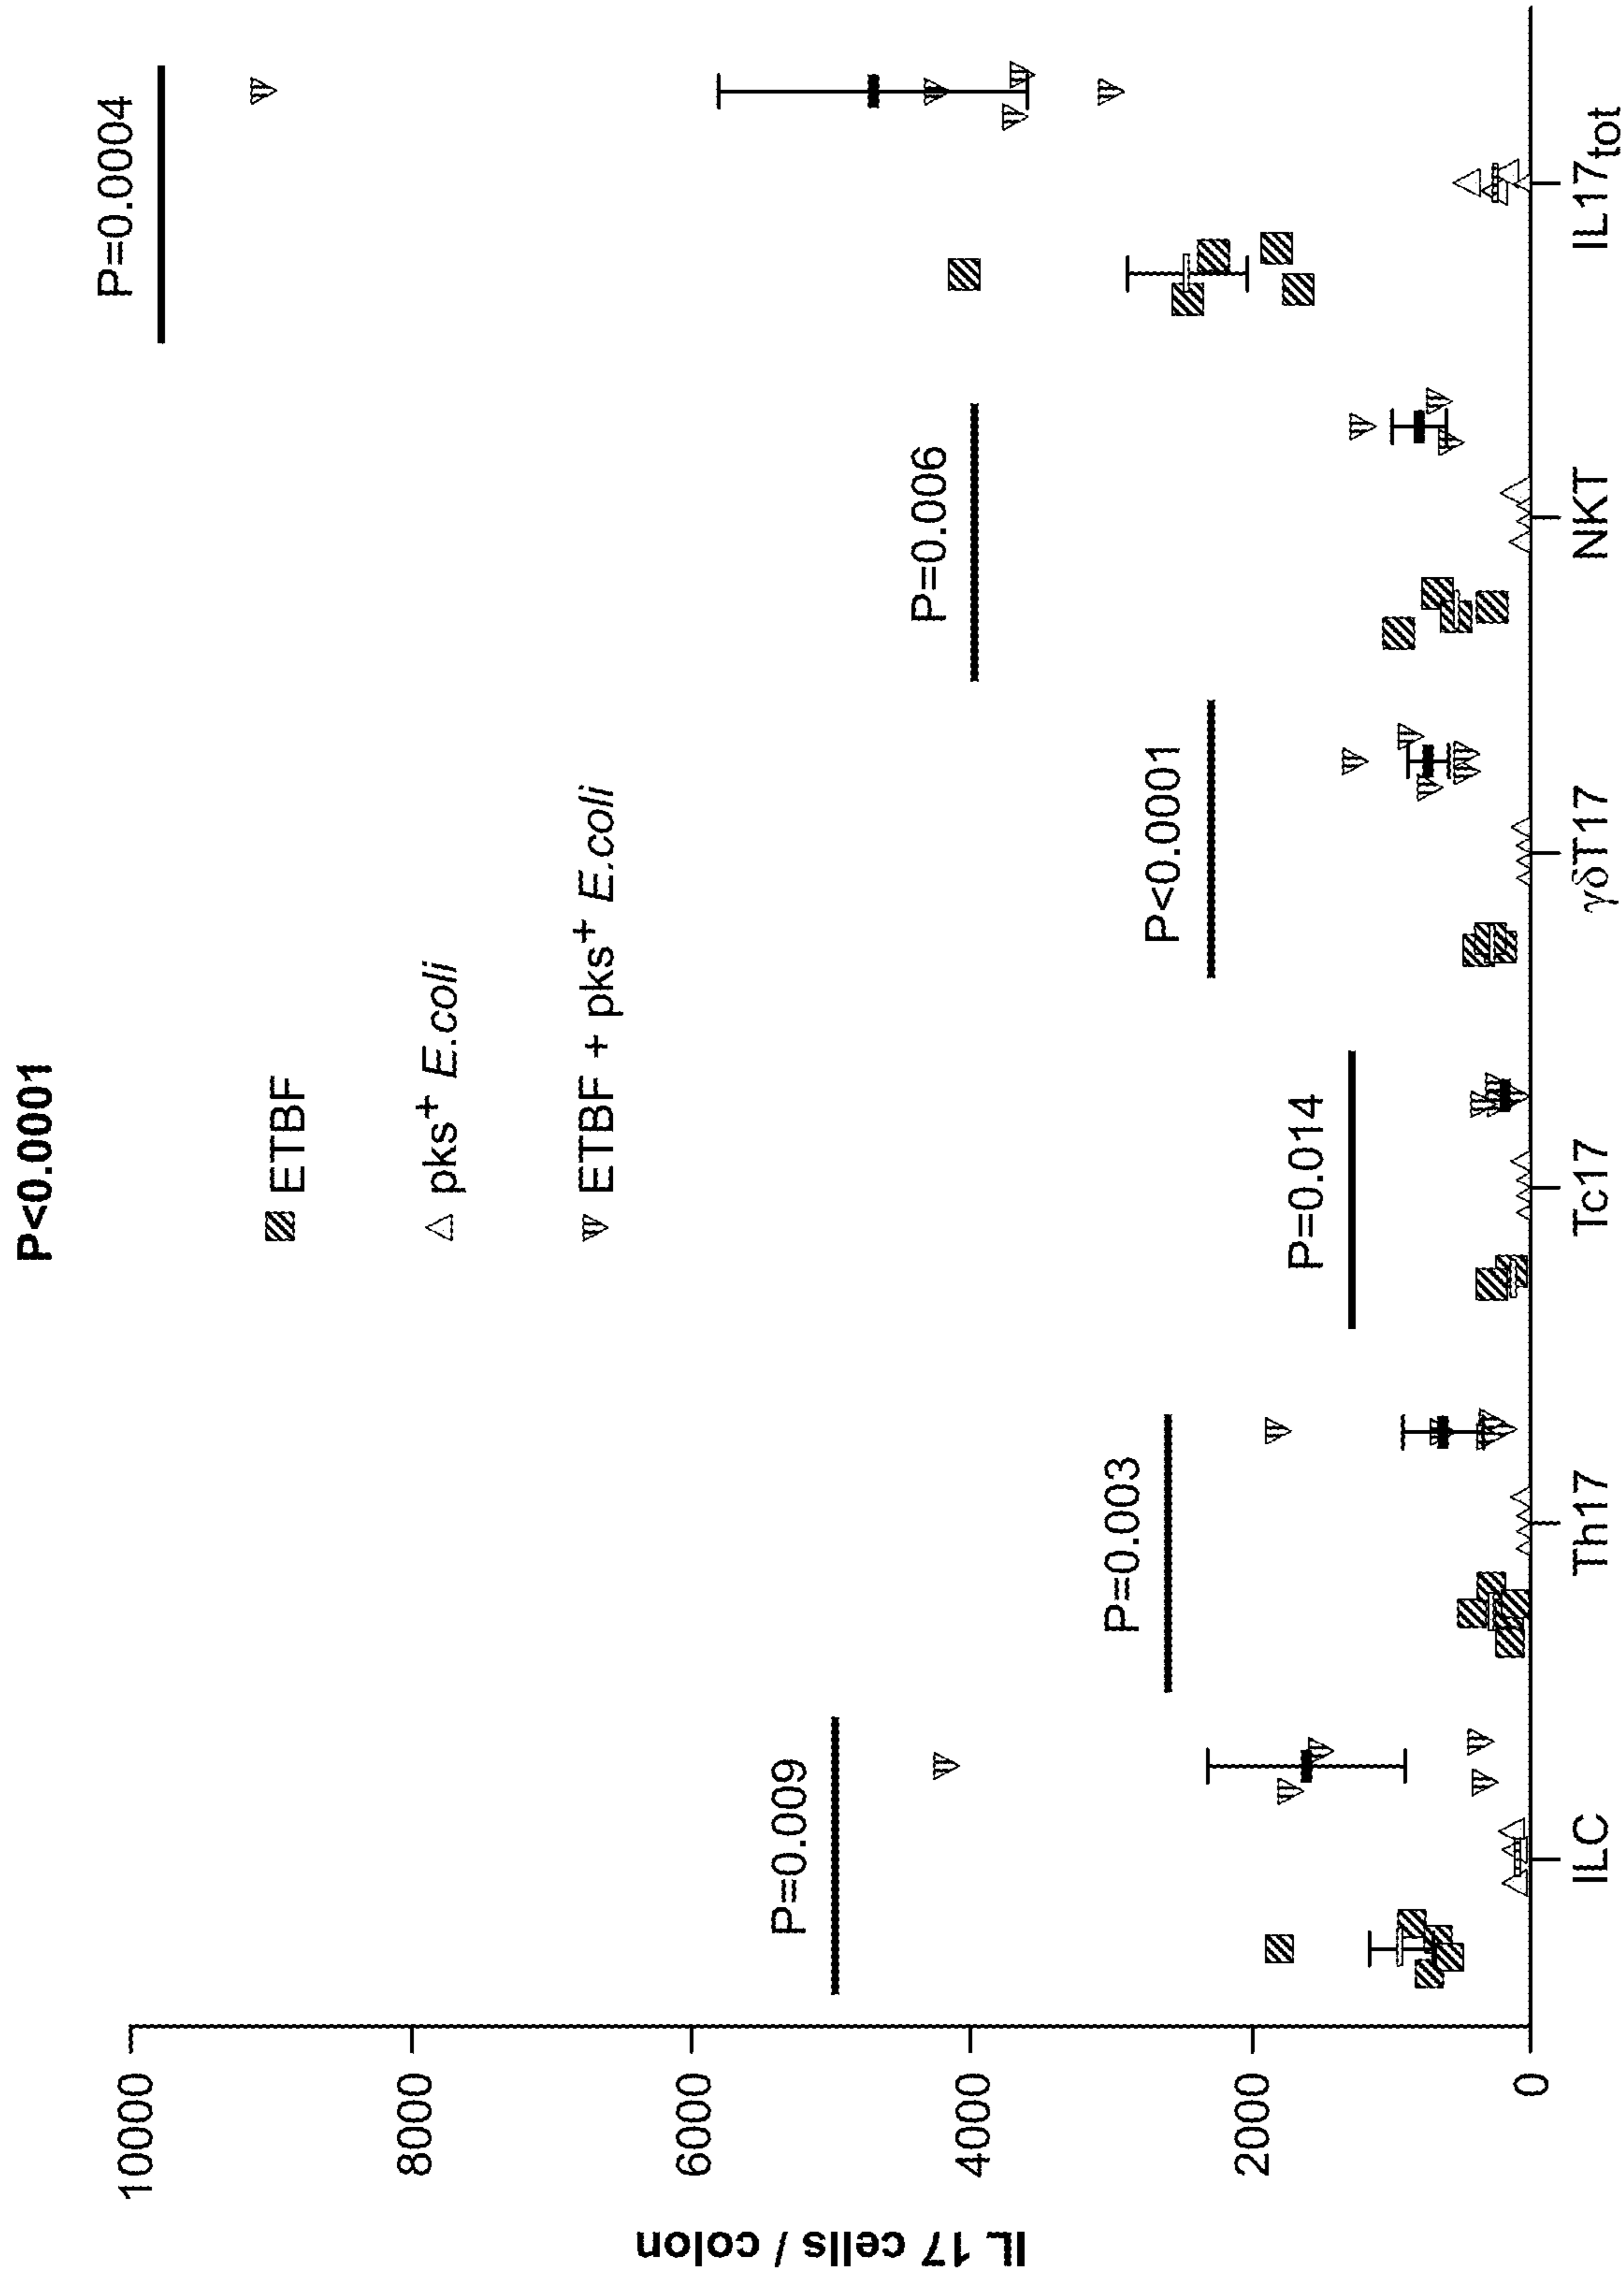 P<0.0001
ETBF
pks+ E.coli
ETBF + pks+ E.coli
IL 17 cells / colon
10000
8000
6000
4000
2000
0
P=0.009
P=0.003
P=0.014
P<0.0001
P=0.006
P=0.0004
ILC
Th17
Tc17
γδT17
NKT
IL17tot